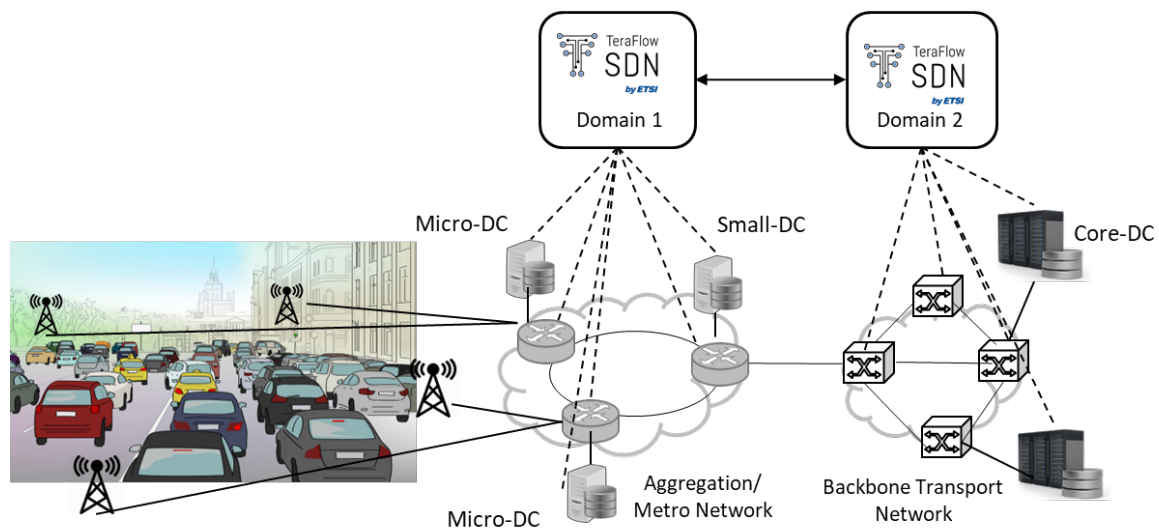 TeraFlow
SDN
by ETSI
Domain 1
TeraFlow
SDN
by ETSI
Domain 2
Micro-DC
Small-DC
Core-DC
Micro-DC
Aggregation/
Metro Network
Backbone Transport
Network